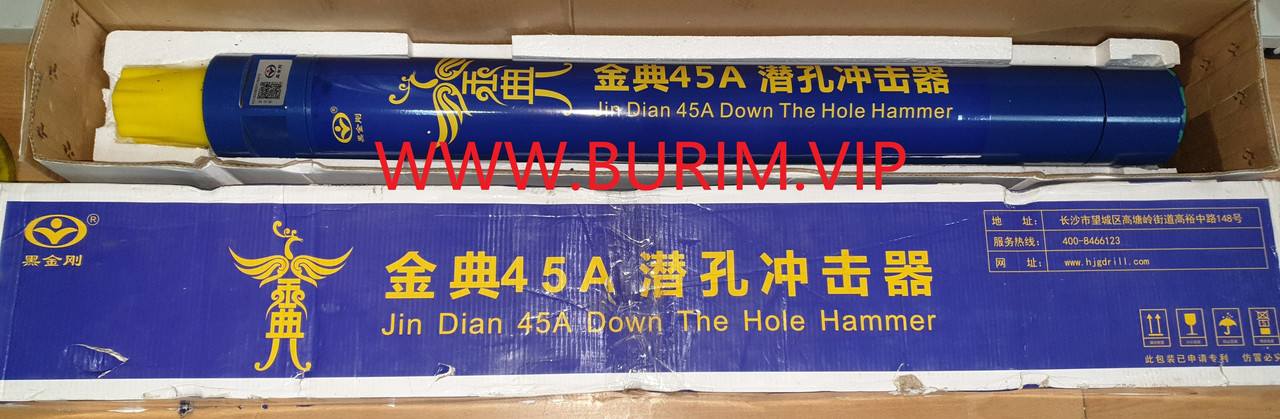 金典45A 潜孔冲击器
Jin Dian 45A Down The Hole Hammer
金典
黑金刚
®
WWW.BURIM.VIP
®
黑金刚
金典
金典45A 潜孔冲击器
Jin Dian 45A Down The Hole Hammer
地 址： 长沙市望城区高塘岭街道高裕中路148号
服务热线： 400-8466123
网 址： www.hjgdrill.com
此包装已申请专利 仿冒必究